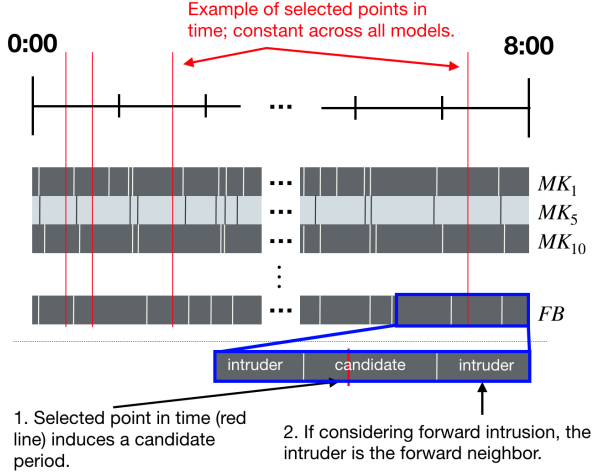 Example of selected points in
time; constant across all models.
0:00
8:00
...
... MK1
... MK5
... MK10
...
... FB
intruder candidate intruder
1. Selected point in time (red
line) induces a candidate
period.
2. If considering forward intrusion, the
intruder is the forward neighbor.